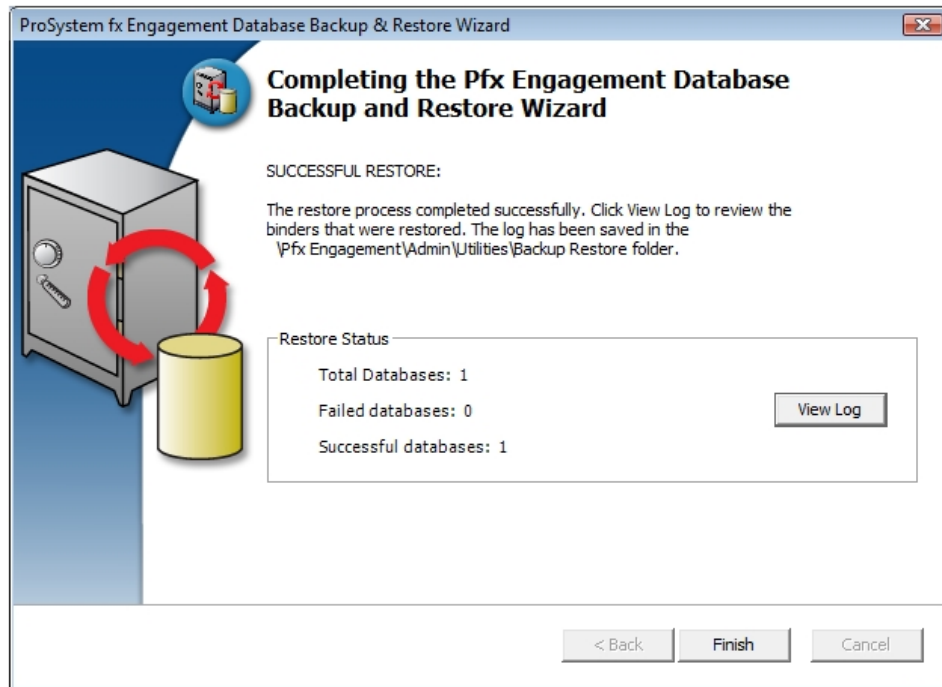 ProSystem fx Engagement Database Backup & Restore Wizard
Completing the Pfx Engagement Database
Backup and Restore Wizard
SUCCESSFUL RESTORE:
The restore process completed successfully. Click View Log to review the
binders that were restored. The log has been saved in the
\Pfx Engagement\Admin\Utilities\Backup Restore folder.
Restore Status
Total Databases: 1
Failed databases: 0
View Log
Successful databases: 1
< Back
Finish
Cancel